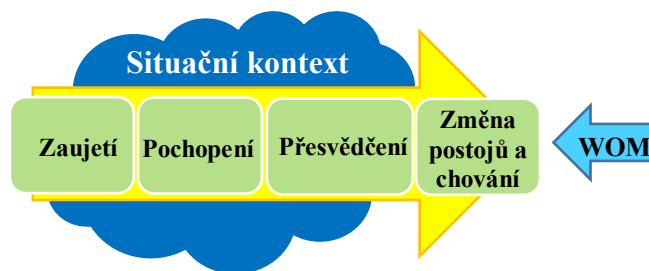 Situační kontext
Zaujetí
Pochopení
Přesvědčení
Změna
postojů a
chování
WOM